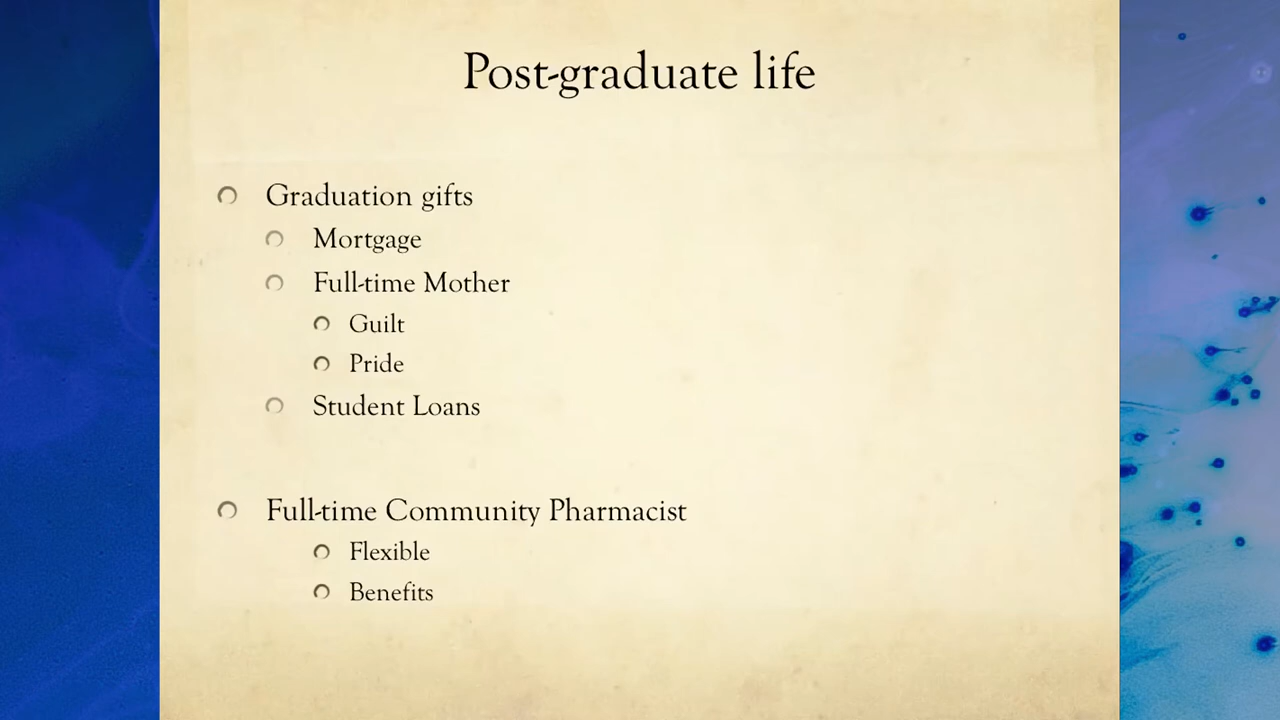 Post-graduate life
Graduation gifts
Mortgage
Full-time Mother
Guilt
Pride
Student Loans
Full-time Community Pharmacist
Flexible
Benefits